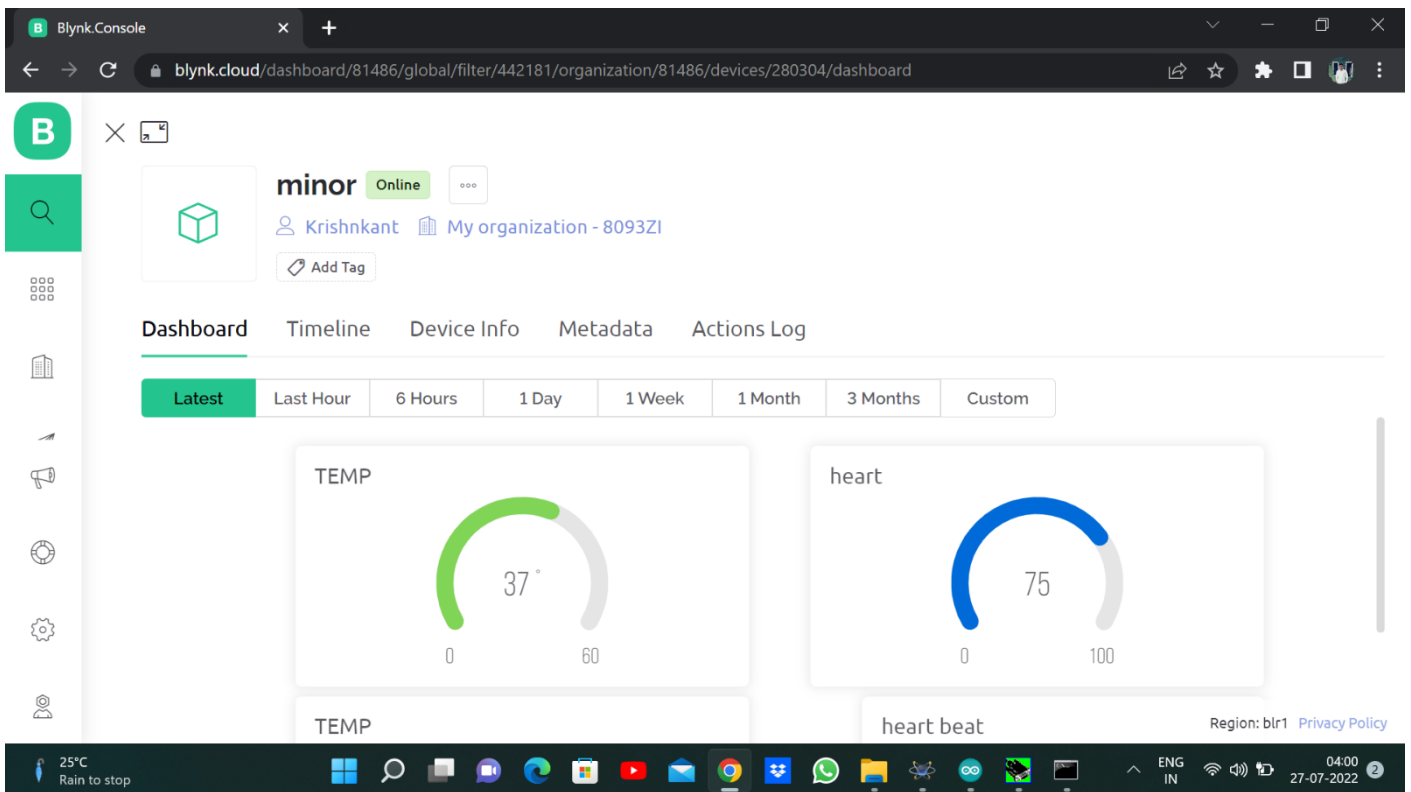 B Blynk.Console
blynk.cloud/dashboard/81486/global/filter/442181/organization/81486/devices/280304/dashboard
B
minor Online
Krishnkant My organization - 8093ZI
Add Tag
Dashboard Timeline Device Info Metadata Actions Log
Latest Last Hour 6 Hours 1 Day 1 Week 1 Month 3 Months Custom
TEMP
37°
0 60
heart
75
0 100
TEMP
heart beat
Region: blr1 Privacy Policy
25°C
Rain to stop
ENG
IN
04:00
27-07-2022
2